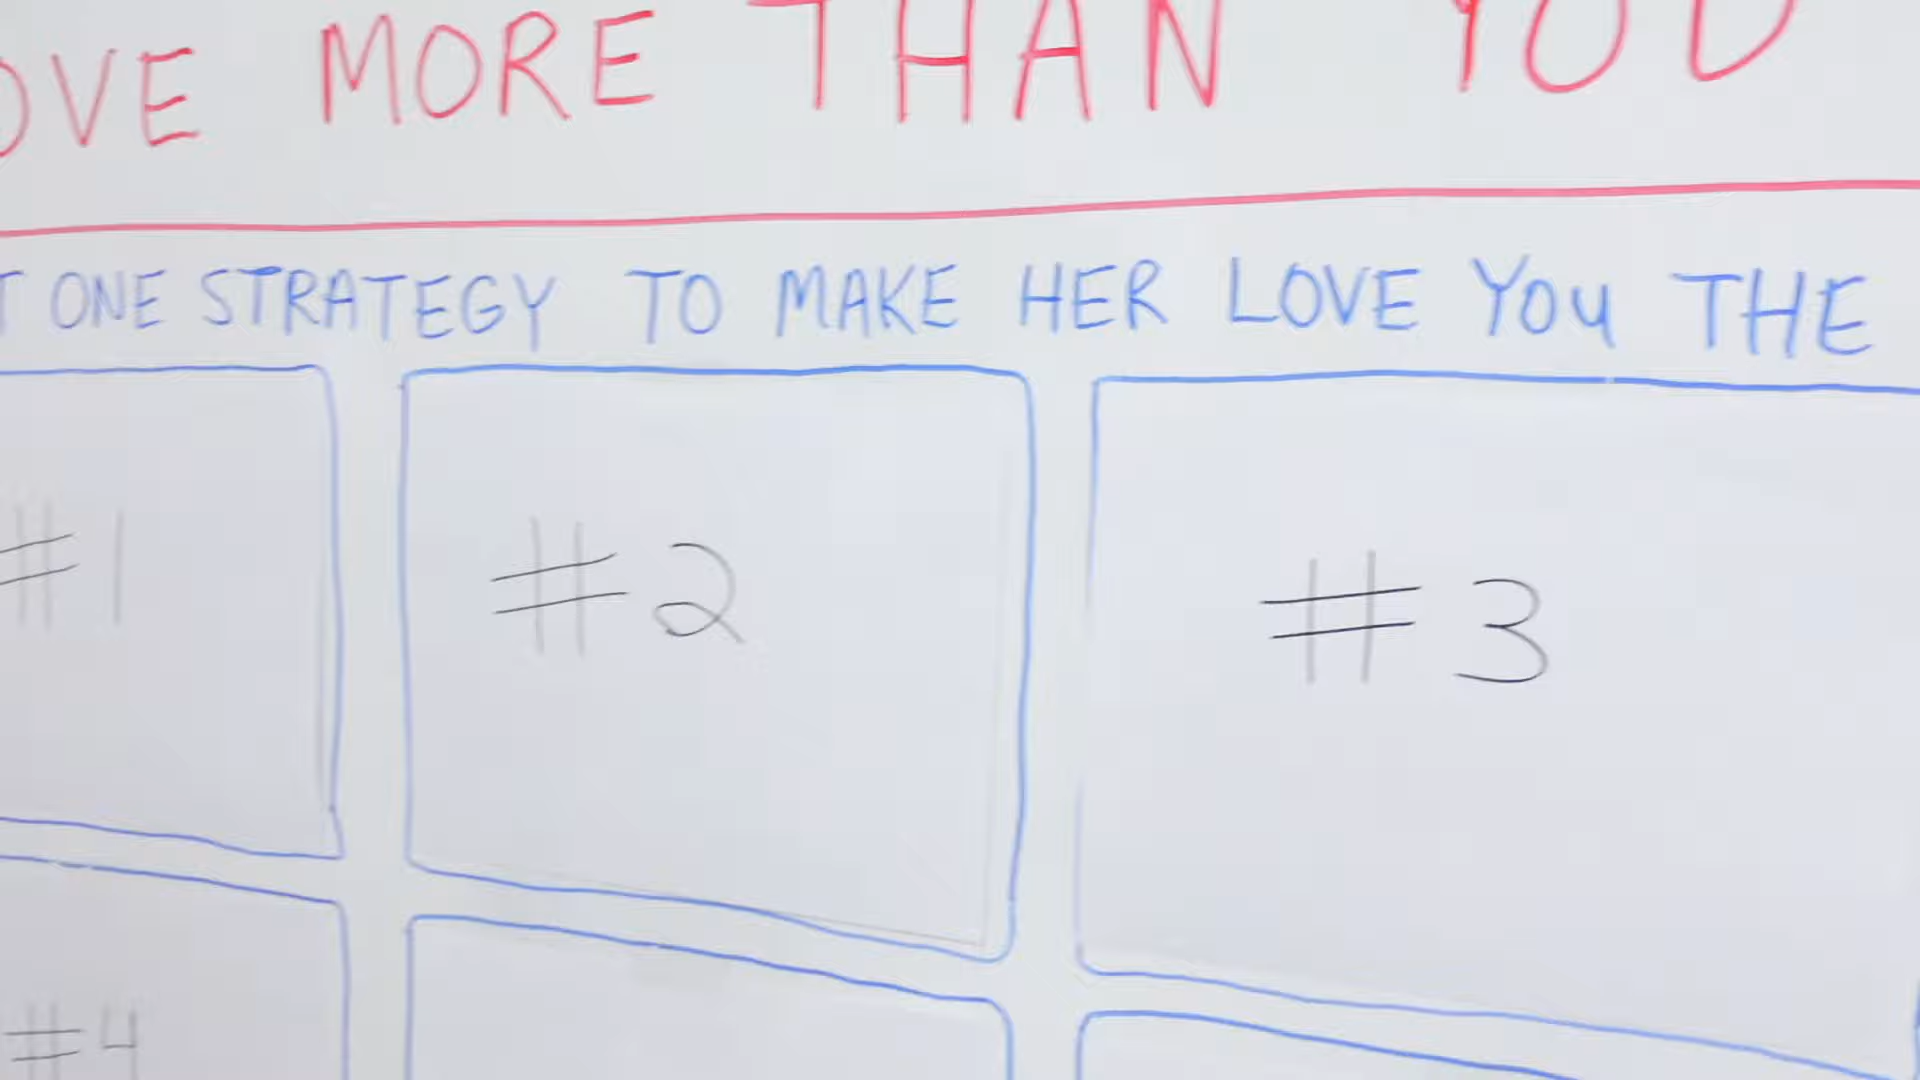 OVE MORE THAN YOU
T ONE STRATEGY TO MAKE HER LOVE YOU THE
#1 #2 #3
#4